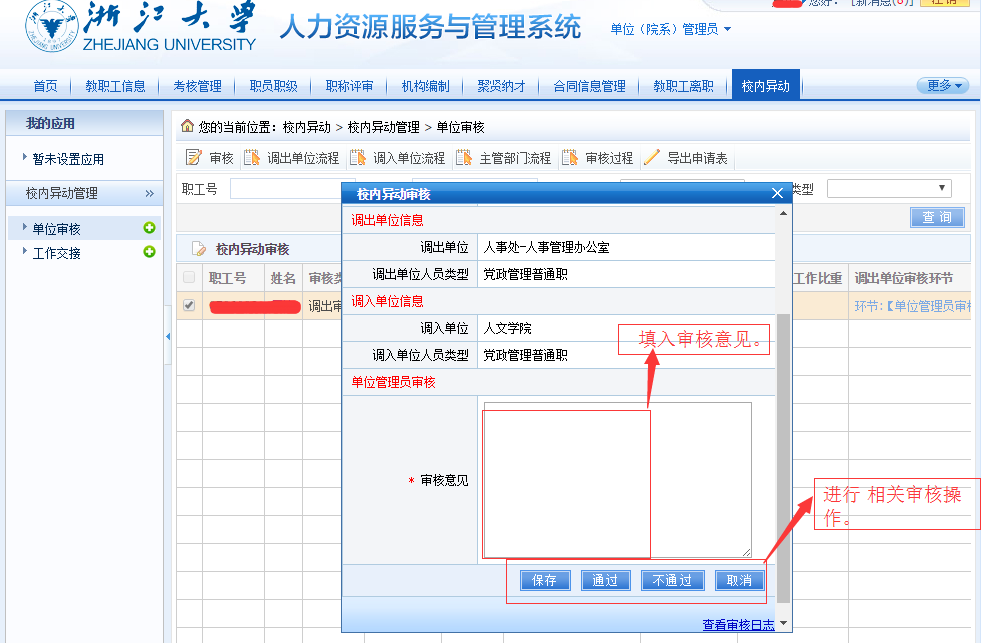 浙江大学
ZHEJIANG UNIVERSITY
人力资源服务与管理系统
单位（院系）管理员
您好！
[新消息(8)]
注 销
首页 教职工信息 考核管理 职员职级 职称评审 机构编制 聚贤纳才 合同信息管理 教职工离职 校内异动 更多
我的应用
暂未设置应用
校内异动管理
单位审核
工作交接
您的当前位置：校内异动 > 校内异动管理 > 单位审核
审核 调出单位流程 调入单位流程 主管部门流程 审核过程 导出申请表
职工号
类型
查 询
校内异动审核
职工号 姓名 审核类
工作比重 调出单位审核环节
调出审
环节:【单位管理员审核
校内异动审核
调出单位信息
调出单位 人事处-人事管理办公室
调出单位人员类型 党政管理普通职
调入单位信息
调入单位 人文学院
调入单位人员类型 党政管理普通职
单位管理员审核
* 审核意见
保存 通过 不通过 取消
查看审核日志
填入审核意见。
进行 相关审核操
作。